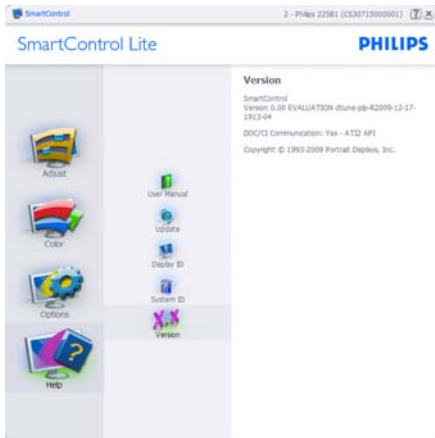 SmartControl
2 - Philips 225B1 (CS30715000001)
SmartControl Lite
PHILIPS
Adjust
Color
Options
Help
User Manual
Update
Display ID
System ID
X.X
Version
Version
SmartControl
Version 0.00 EVALUATION dtune-plp-R2009-12-17-
1913-04
DDC/CI Communication: Yes - ATI2 API
Copyright © 1993-2009 Portrait Displays, Inc.